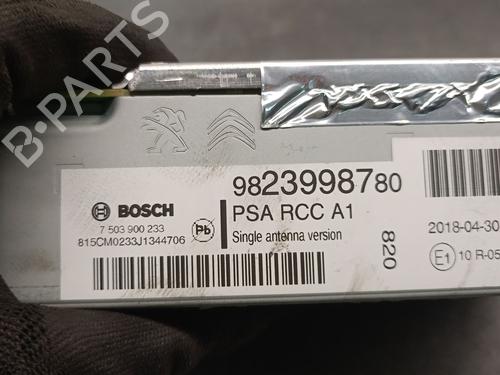 B-PARTS
BOSCH
7 503 900 233
815CM0233J1344706
Pb
9823998780
PSA RCC A1
Single antenna version
820
2018-04-30
E1 10 R-05